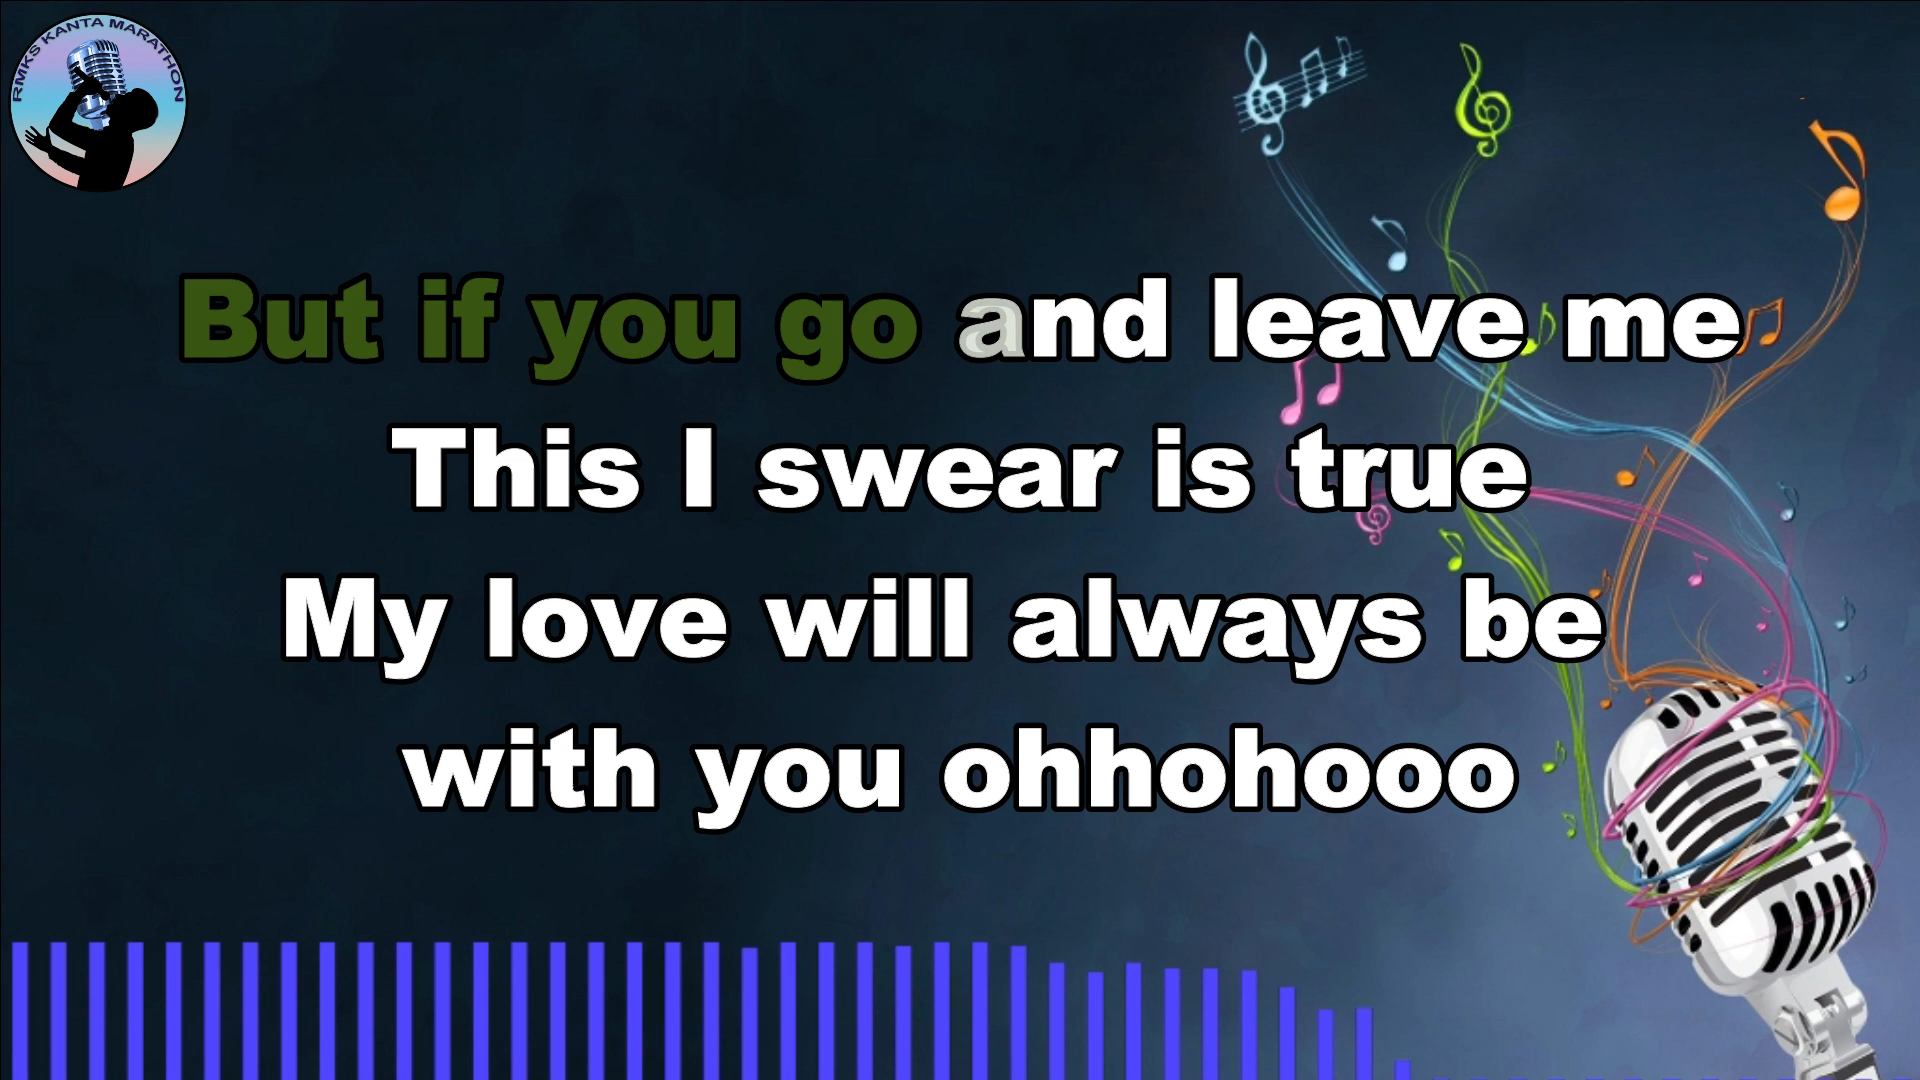 RMKS KANTA MARATHON
But if you go and leave me
This I swear is true
My love will always be
with you ohhohooo